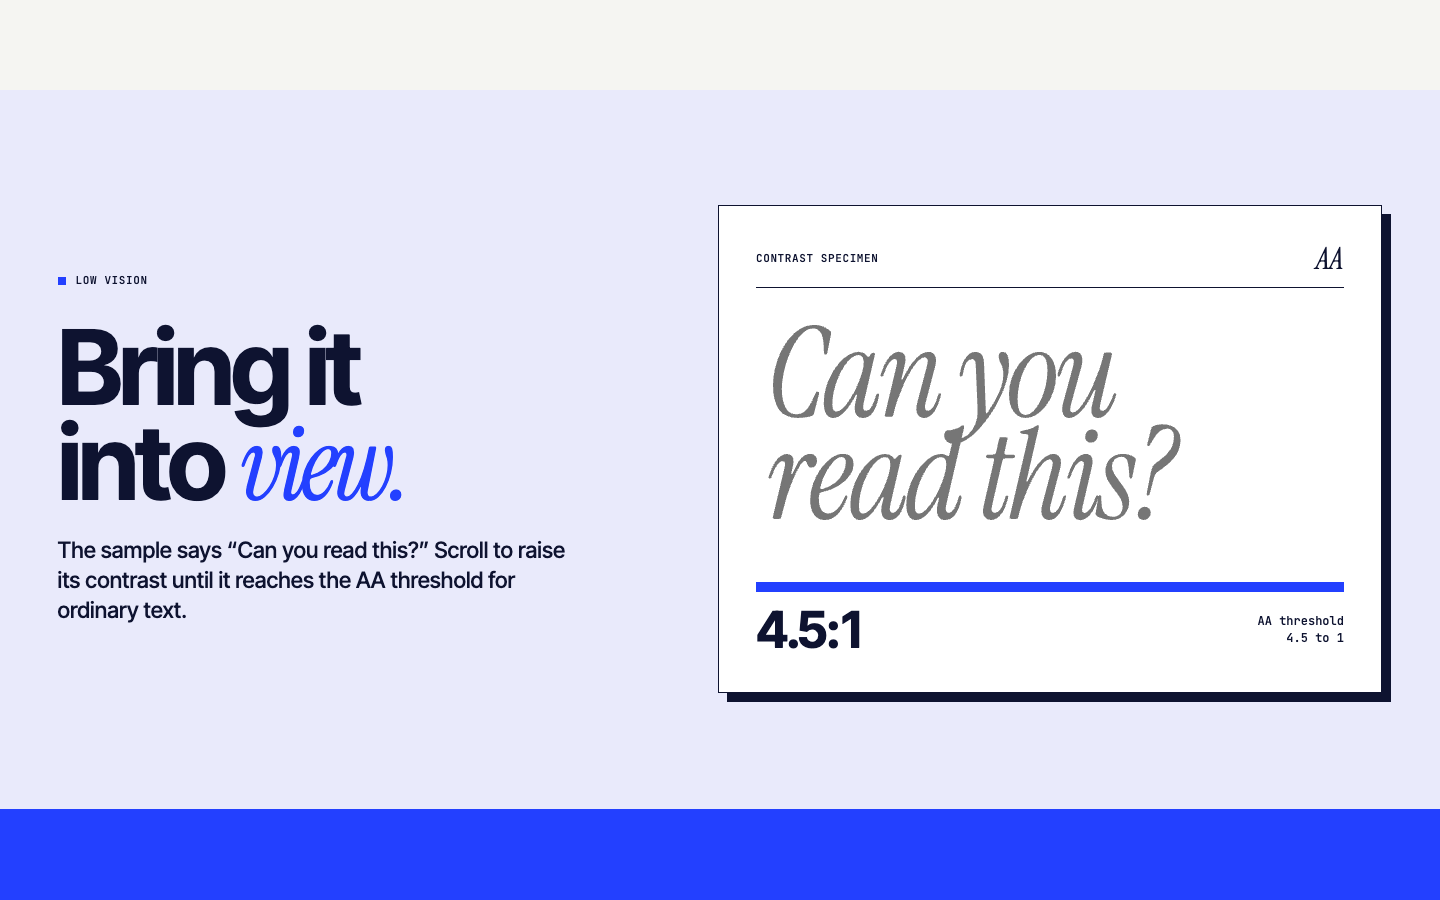 LOW VISION
Bring it
into view.
The sample says “Can you read this?” Scroll to raise
its contrast until it reaches the AA threshold for
ordinary text.
CONTRAST SPECIMEN
AA
Can you
read this?
4.5:1
AA threshold
4.5 to 1